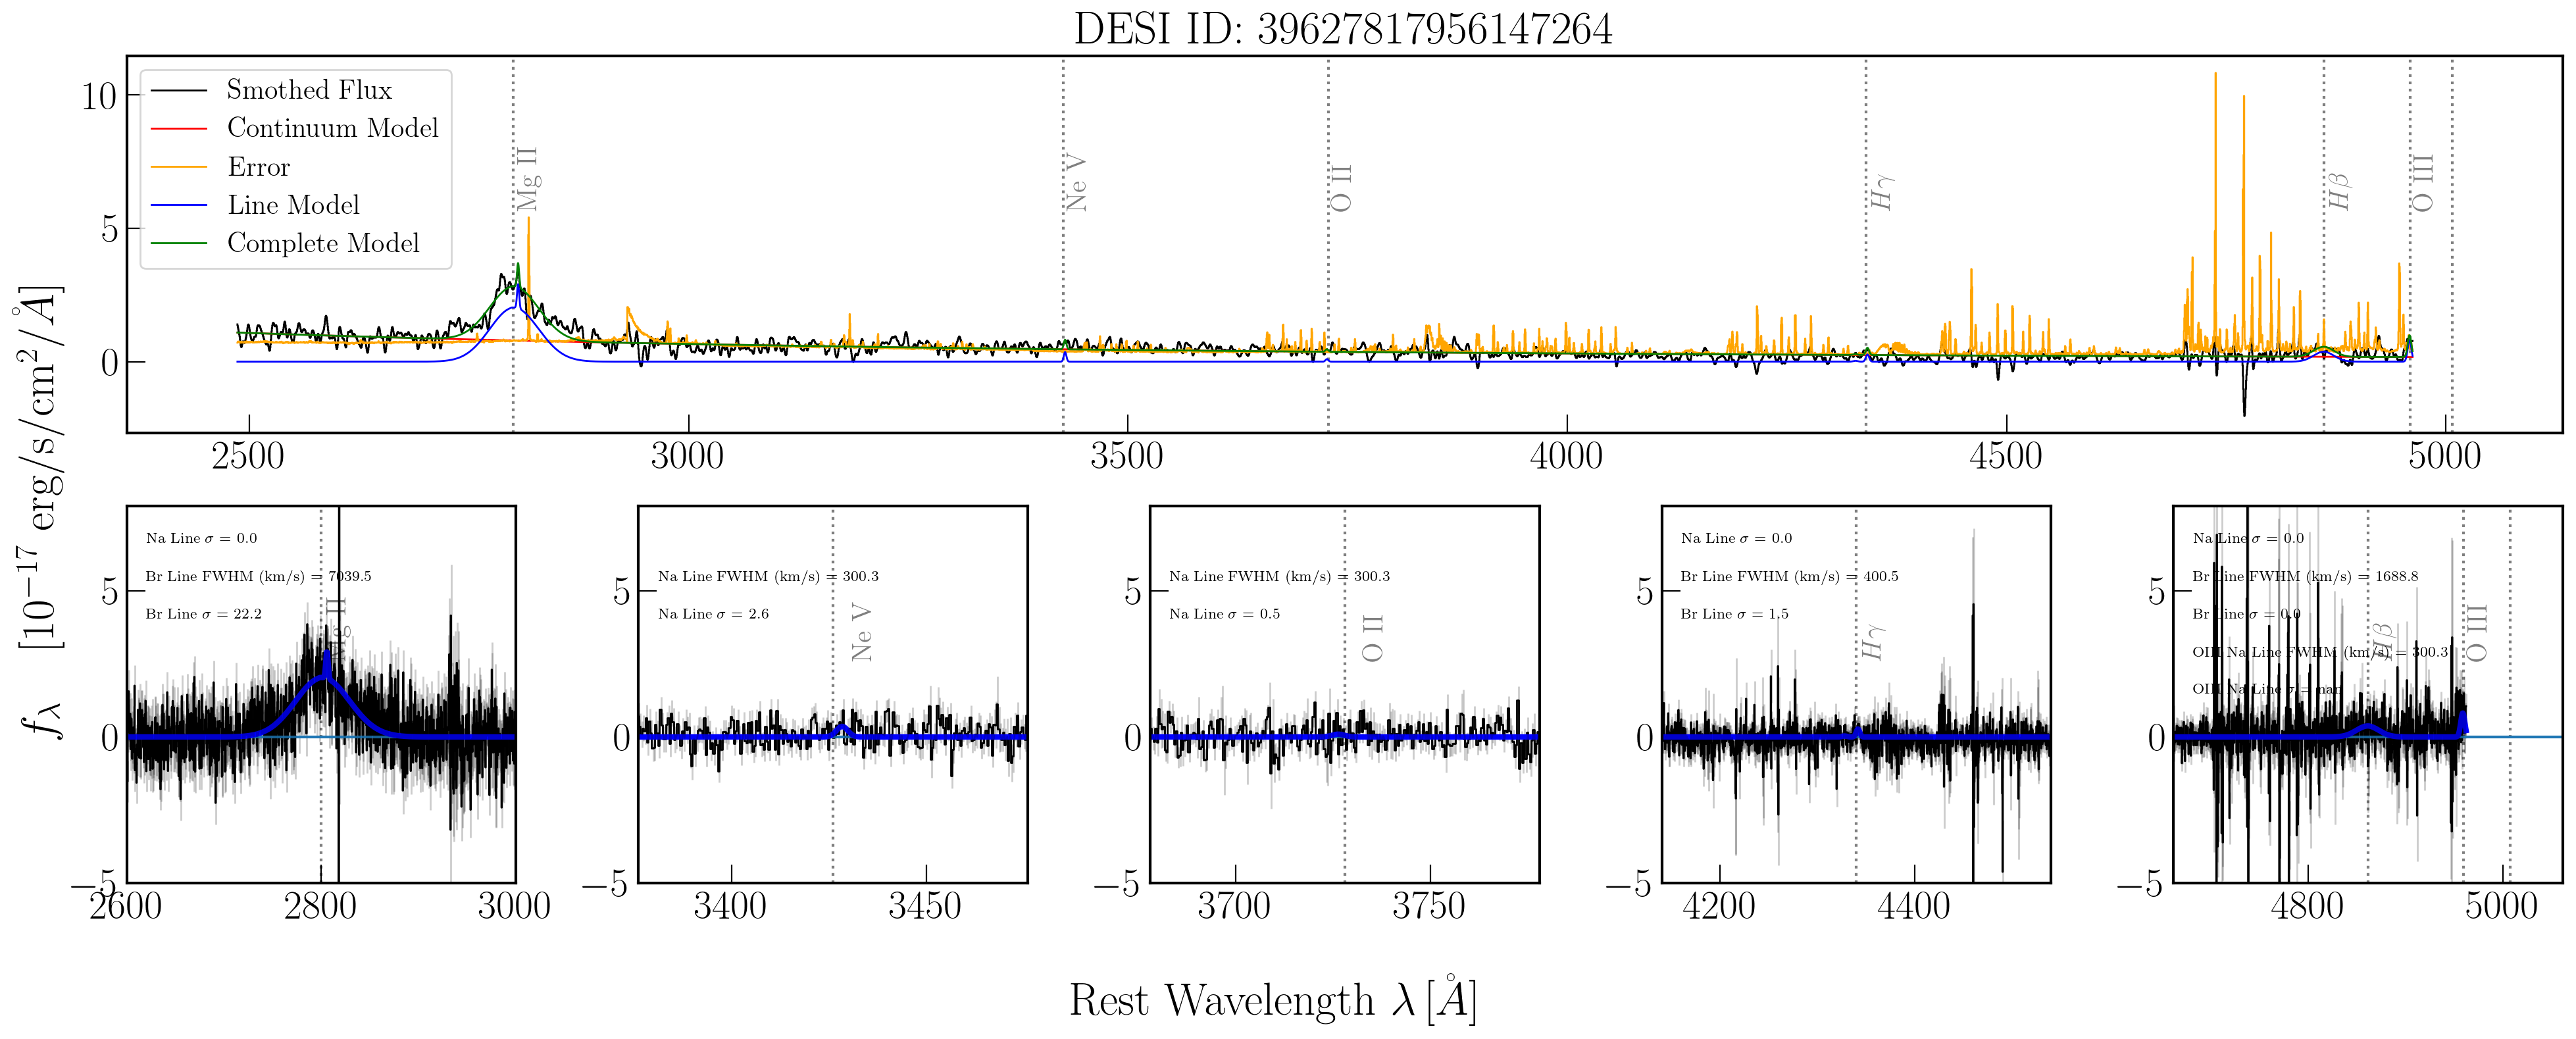 DESI ID: 39627817956147264
Smothed Flux
Continuum Model
Error
Line Model
Complete Model
Mg II
Ne V
O II
Hγ
Hβ
O III
10
5
0
2500
3000
3500
4000
4500
5000
f_λ [10^{-17} erg/s/cm²/Å]
Na Line σ = 0.0
Br Line FWHM (km/s) = 7039.5
Br Line σ = 22.2
Mg II
5
0
−5
2600
2800
3000
Na Line FWHM (km/s) = 300.3
Na Line σ = 2.6
Ne V
5
0
−5
3400
3450
Na Line FWHM (km/s) = 300.3
Na Line σ = 0.5
O II
5
0
−5
3700
3750
Na Line σ = 0.0
Br Line FWHM (km/s) = 400.5
Br Line σ = 1.5
Hγ
5
0
−5
4200
4400
Na Line σ = 0.0
Br Line FWHM (km/s) = 1688.8
Br Line σ = 0.0
OIII Na Line FWHM (km/s) = 300.3
OIII Na Line σ = nan
Hβ
O III
5
0
−5
4800
5000
Rest Wavelength λ [Å]